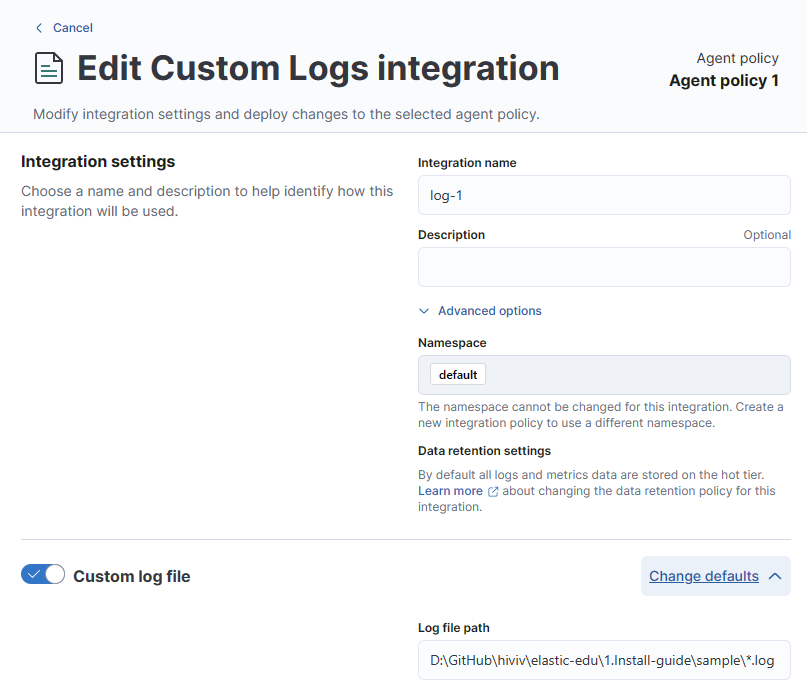 Cancel
Edit Custom Logs integration
Agent policy
Agent policy 1
Modify integration settings and deploy changes to the selected agent policy.
Integration settings
Choose a name and description to help identify how this
integration will be used.
Integration name
log-1
Description
Optional
Advanced options
Namespace
default
The namespace cannot be changed for this integration. Create a
new integration policy to use a different namespace.
Data retention settings
By default all logs and metrics data are stored on the hot tier.
Learn more about changing the data retention policy for this
integration.
Custom log file
Change defaults
Log file path
D:\GitHub\hiviv\elastic-edu\1.Install-guide\sample\*.log